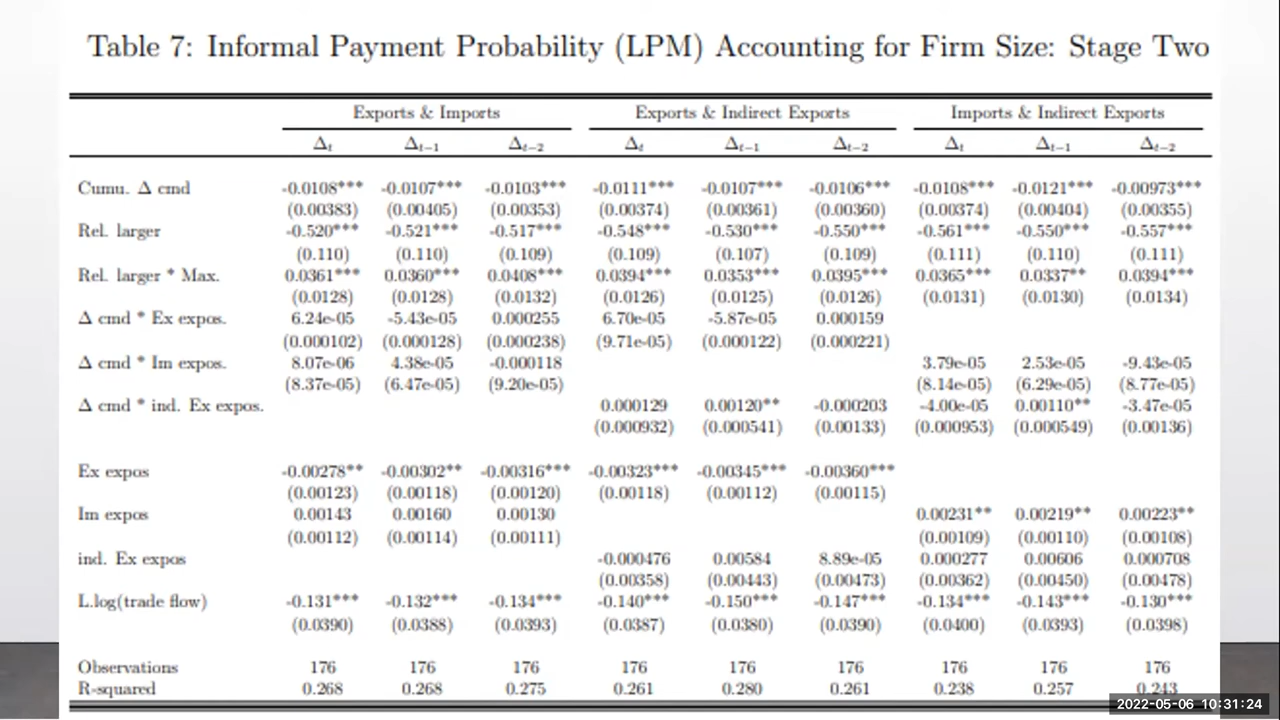 Table 7: Informal Payment Probability (LPM) Accounting for Firm Size: Stage Two
Exports & Imports Exports & Indirect Exports Imports & Indirect Exports
Δt Δt−1 Δt−2 Δt Δt−1 Δt−2 Δt Δt−1 Δt−2
Cumu. Δ cmd -0.0108*** -0.0107*** -0.0103*** -0.0111*** -0.0107*** -0.0106*** -0.0108*** -0.0121*** -0.00973***
(0.00383) (0.00405) (0.00353) (0.00374) (0.00361) (0.00360) (0.00374) (0.00404) (0.00355)
Rel. larger -0.520*** -0.521*** -0.517*** -0.548*** -0.530*** -0.550*** -0.561*** -0.550*** -0.557***
(0.110) (0.110) (0.109) (0.109) (0.107) (0.109) (0.111) (0.110) (0.111)
Rel. larger * Max. 0.0361*** 0.0360*** 0.0408*** 0.0394*** 0.0353*** 0.0395*** 0.0365*** 0.0337** 0.0394***
(0.0128) (0.0128) (0.0132) (0.0126) (0.0125) (0.0126) (0.0131) (0.0130) (0.0134)
Δ cmd * Ex expos. 6.24e-05 -5.43e-05 0.000255 6.70e-05 -5.87e-05 0.000159
(0.000102) (0.000128) (0.000238) (9.71e-05) (0.000122) (0.000221)
Δ cmd * Im expos. 8.07e-06 4.38e-05 -0.000118 3.79e-05 2.53e-05 -9.43e-05
(8.37e-05) (6.47e-05) (9.20e-05) (8.14e-05) (6.29e-05) (8.77e-05)
Δ cmd * ind. Ex expos. 0.000129 0.00120** -0.000203 -4.00e-05 0.00110** -3.47e-05
(0.000932) (0.000541) (0.00133) (0.000953) (0.000549) (0.00136)
Ex expos -0.00278** -0.00302** -0.00316*** -0.00323*** -0.00345*** -0.00360***
(0.00123) (0.00118) (0.00120) (0.00118) (0.00112) (0.00115)
Im expos 0.00143 0.00160 0.00130 0.00231** 0.00219** 0.00223**
(0.00112) (0.00114) (0.00111) (0.00109) (0.00110) (0.00108)
ind. Ex expos -0.000476 0.00584 8.89e-05 0.000277 0.00606 0.000708
(0.00358) (0.00443) (0.00473) (0.00362) (0.00450) (0.00478)
L.log(trade flow) -0.131*** -0.132*** -0.134*** -0.140*** -0.150*** -0.147*** -0.134*** -0.143*** -0.130***
(0.0390) (0.0388) (0.0393) (0.0387) (0.0380) (0.0390) (0.0400) (0.0393) (0.0398)
Observations 176 176 176 176 176 176 176 176 176
R-squared 0.268 0.268 0.275 0.261 0.280 0.261 0.238 0.257 0.243
2022-05-06 10:31:24